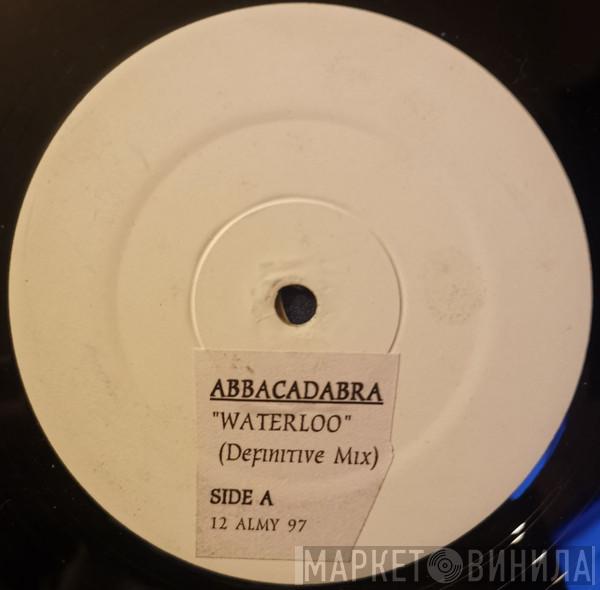 ABBACADABRA
"WATERLOO"
(Definitive Mix)
SIDE A
12 ALMY 97
МАРКЕТ ВИНИЛА